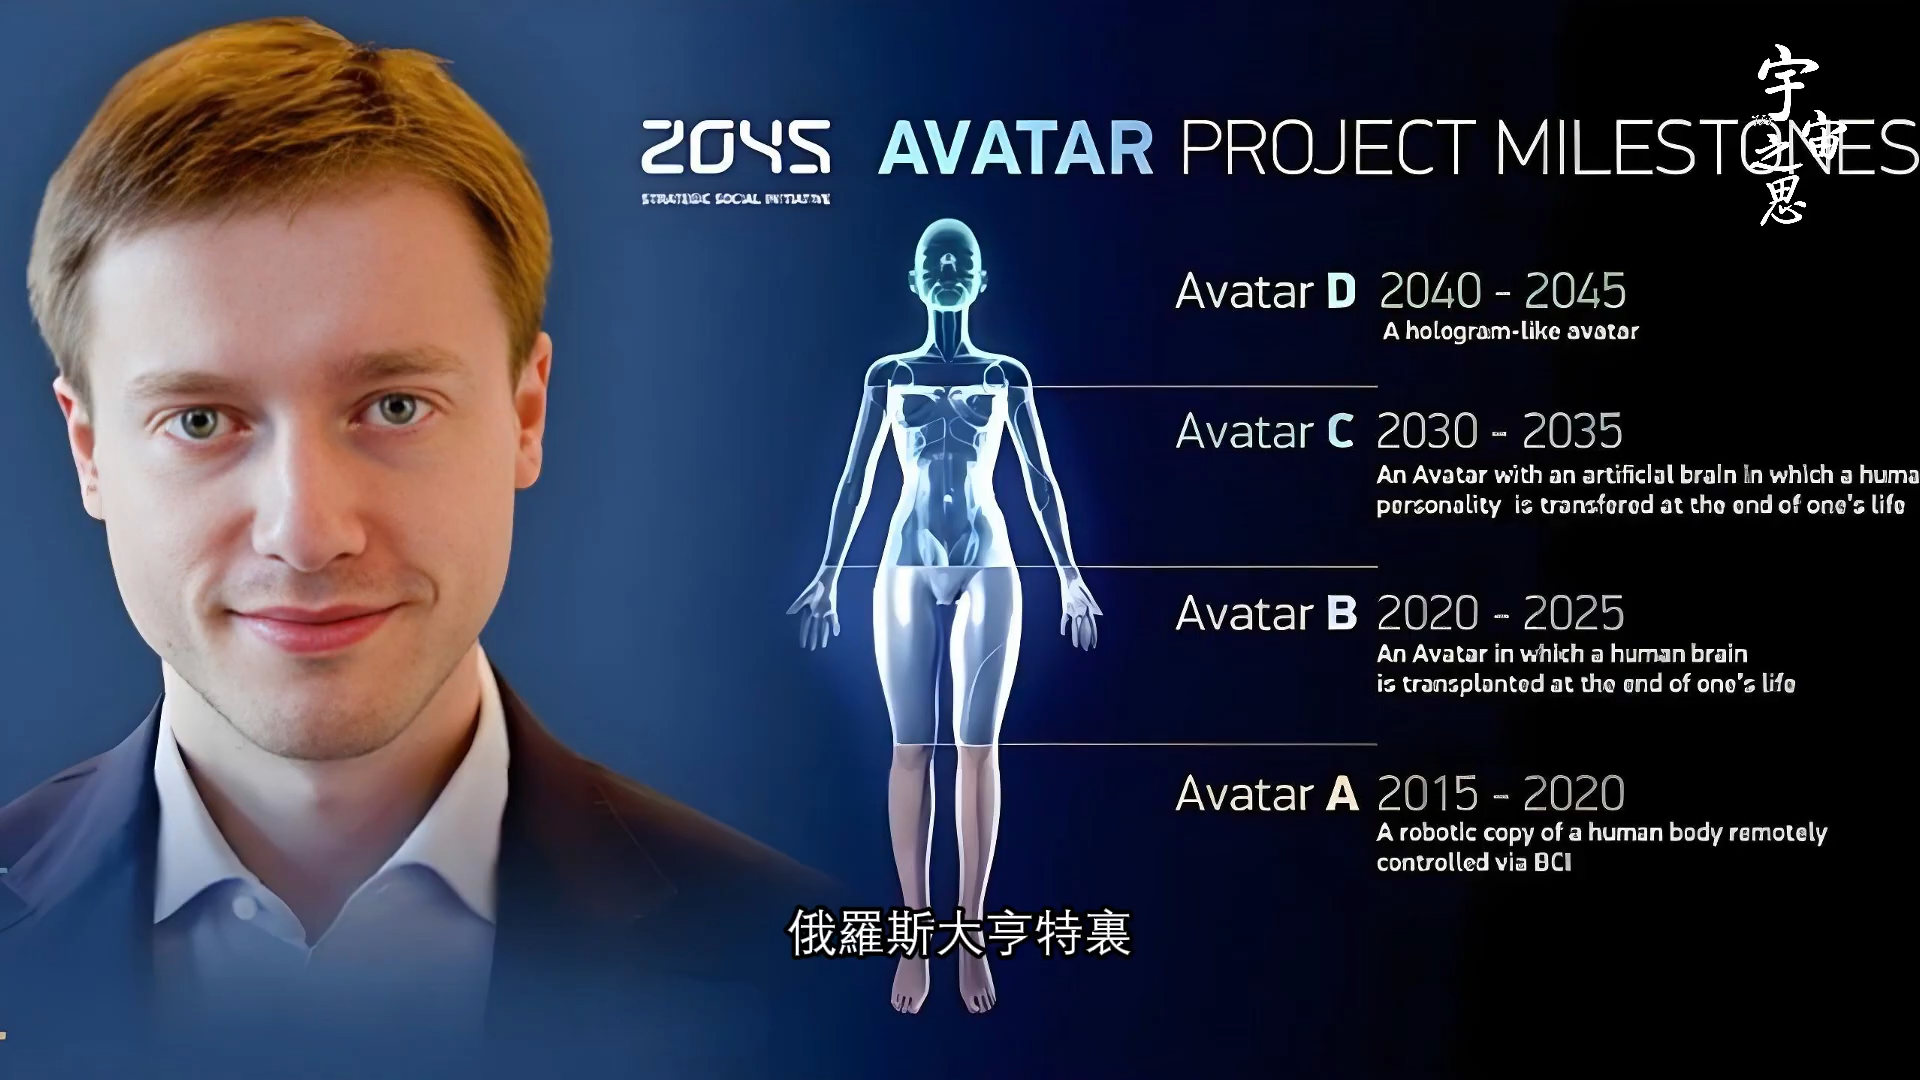 宇宙之思
2045 AVATAR PROJECT MILESTONES
STRATEGIC SOCIAL INITIATIVE
Avatar D 2040 - 2045
A hologram-like avatar
Avatar C 2030 - 2035
An Avatar with an artificial brain in which a huma
personality is transfered at the end of one's life
Avatar B 2020 - 2025
An Avatar in which a human brain
is transplanted at the end of one's life
Avatar A 2015 - 2020
A robotic copy of a human body remotely
controlled via BCI
俄羅斯大亨特裏